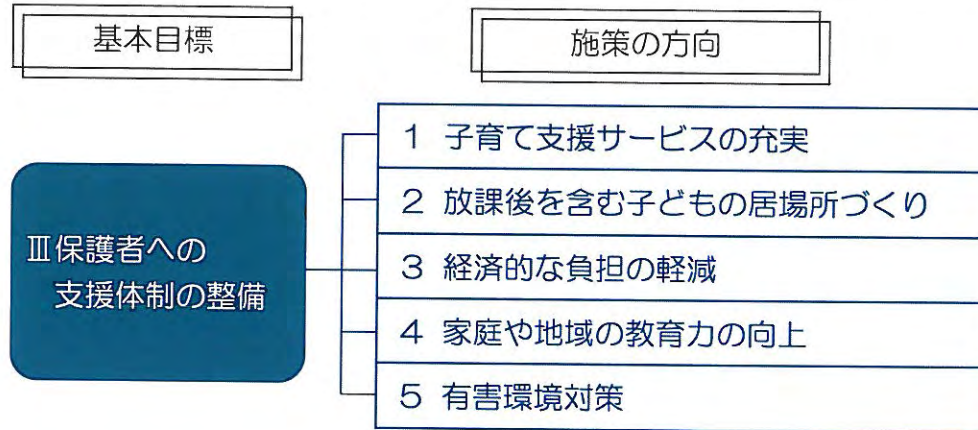 基本目標
施策の方向
Ⅲ保護者への
支援体制の整備
1 子育て支援サービスの充実
2 放課後を含む子どもの居場所づくり
3 経済的な負担の軽減
4 家庭や地域の教育力の向上
5 有害環境対策